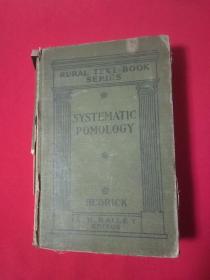 RURAL TEXT-BOOK
SERIES
SYSTEMATIC
POMOLOGY
HEDRICK
L. H. BAILEY
EDITOR